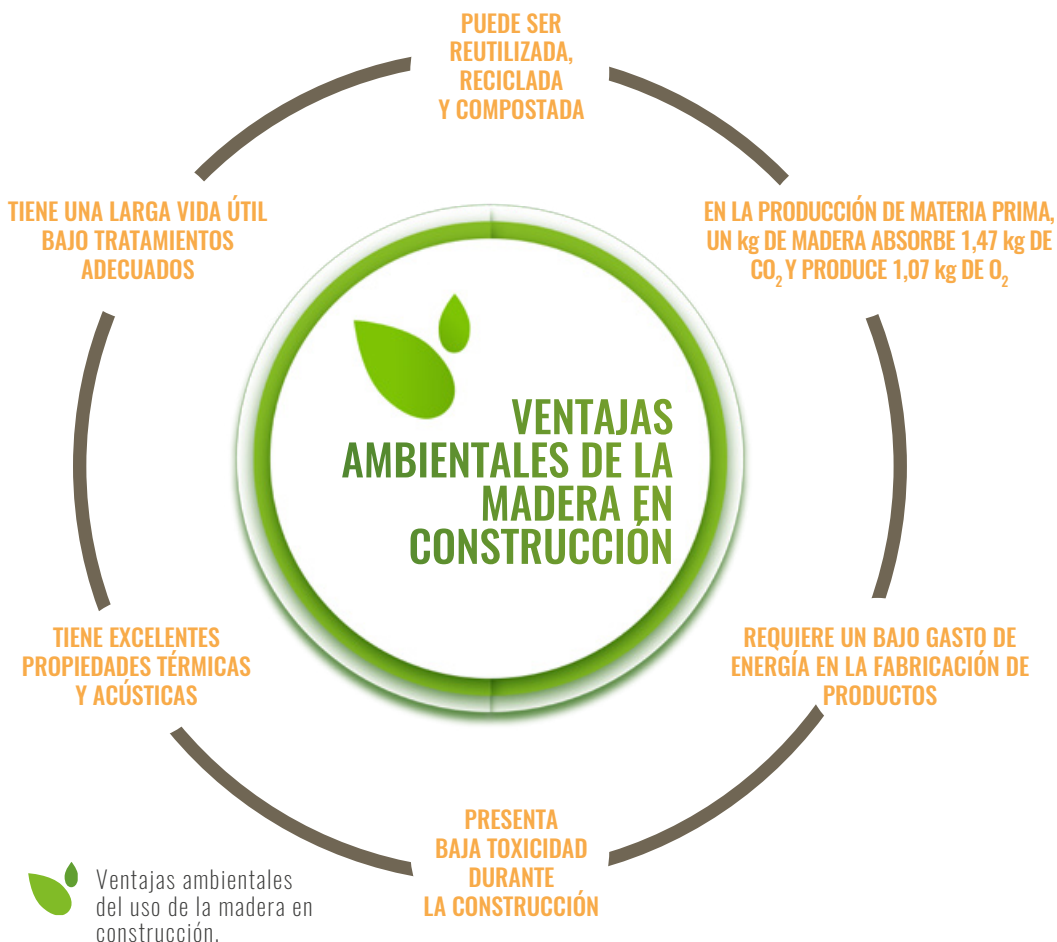 PUEDE SER
REUTILIZADA,
RECICLADA
Y COMPOSTADA
TIENE UNA LARGA VIDA ÚTIL
BAJO TRATAMIENTOS
ADECUADOS
EN LA PRODUCCIÓN DE MATERIA PRIMA,
UN kg DE MADERA ABSORBE 1,47 kg DE
CO₂ Y PRODUCE 1,07 kg DE O₂
VENTAJAS
AMBIENTALES DE LA
MADERA EN
CONSTRUCCIÓN
TIENE EXCELENTES
PROPIEDADES TÉRMICAS
Y ACÚSTICAS
REQUIERE UN BAJO GASTO DE
ENERGÍA EN LA FABRICACIÓN DE
PRODUCTOS
PRESENTA
BAJA TOXICIDAD
DURANTE
LA CONSTRUCCIÓN
Ventajas ambientales
del uso de la madera en
construcción.